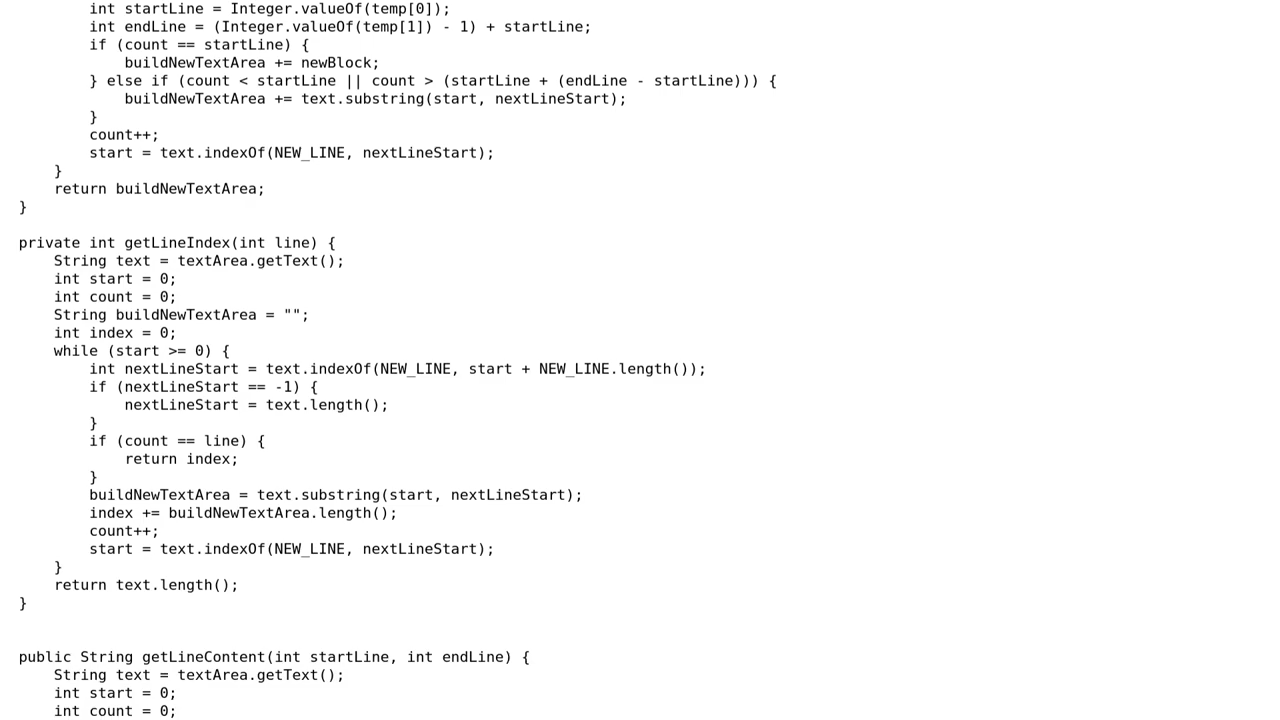 int startLine = Integer.valueOf(temp[0]);
        int endLine = (Integer.valueOf(temp[1]) - 1) + startLine;
        if (count == startLine) {
            buildNewTextArea += newBlock;
        } else if (count < startLine || count > (startLine + (endLine - startLine))) {
            buildNewTextArea += text.substring(start, nextLineStart);
        }
        count++;
        start = text.indexOf(NEW_LINE, nextLineStart);
    }
    return buildNewTextArea;
}

private int getLineIndex(int line) {
    String text = textArea.getText();
    int start = 0;
    int count = 0;
    String buildNewTextArea = "";
    int index = 0;
    while (start >= 0) {
        int nextLineStart = text.indexOf(NEW_LINE, start + NEW_LINE.length());
        if (nextLineStart == -1) {
            nextLineStart = text.length();
        }
        if (count == line) {
            return index;
        }
        buildNewTextArea = text.substring(start, nextLineStart);
        index += buildNewTextArea.length();
        count++;
        start = text.indexOf(NEW_LINE, nextLineStart);
    }
    return text.length();
}


public String getLineContent(int startLine, int endLine) {
    String text = textArea.getText();
    int start = 0;
    int count = 0;